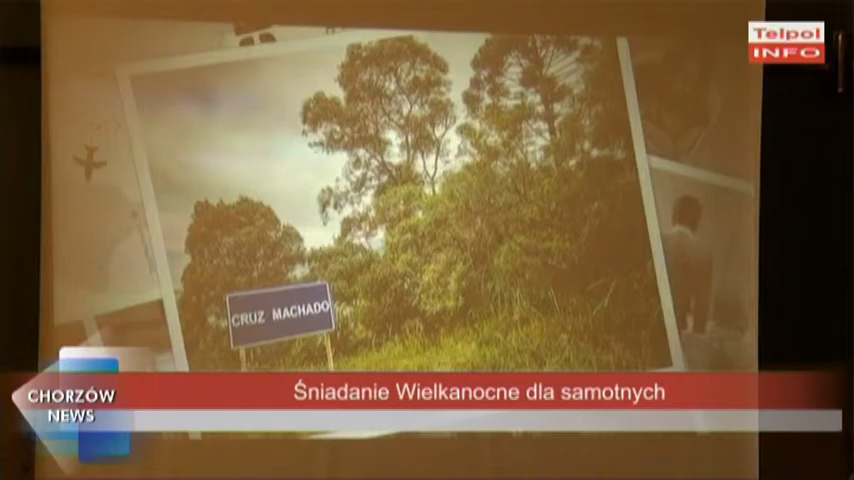 Telpol
INFO
CRUZ MACHADO
CHORZÓW
NEWS
Śniadanie Wielkanocne dla samotnych